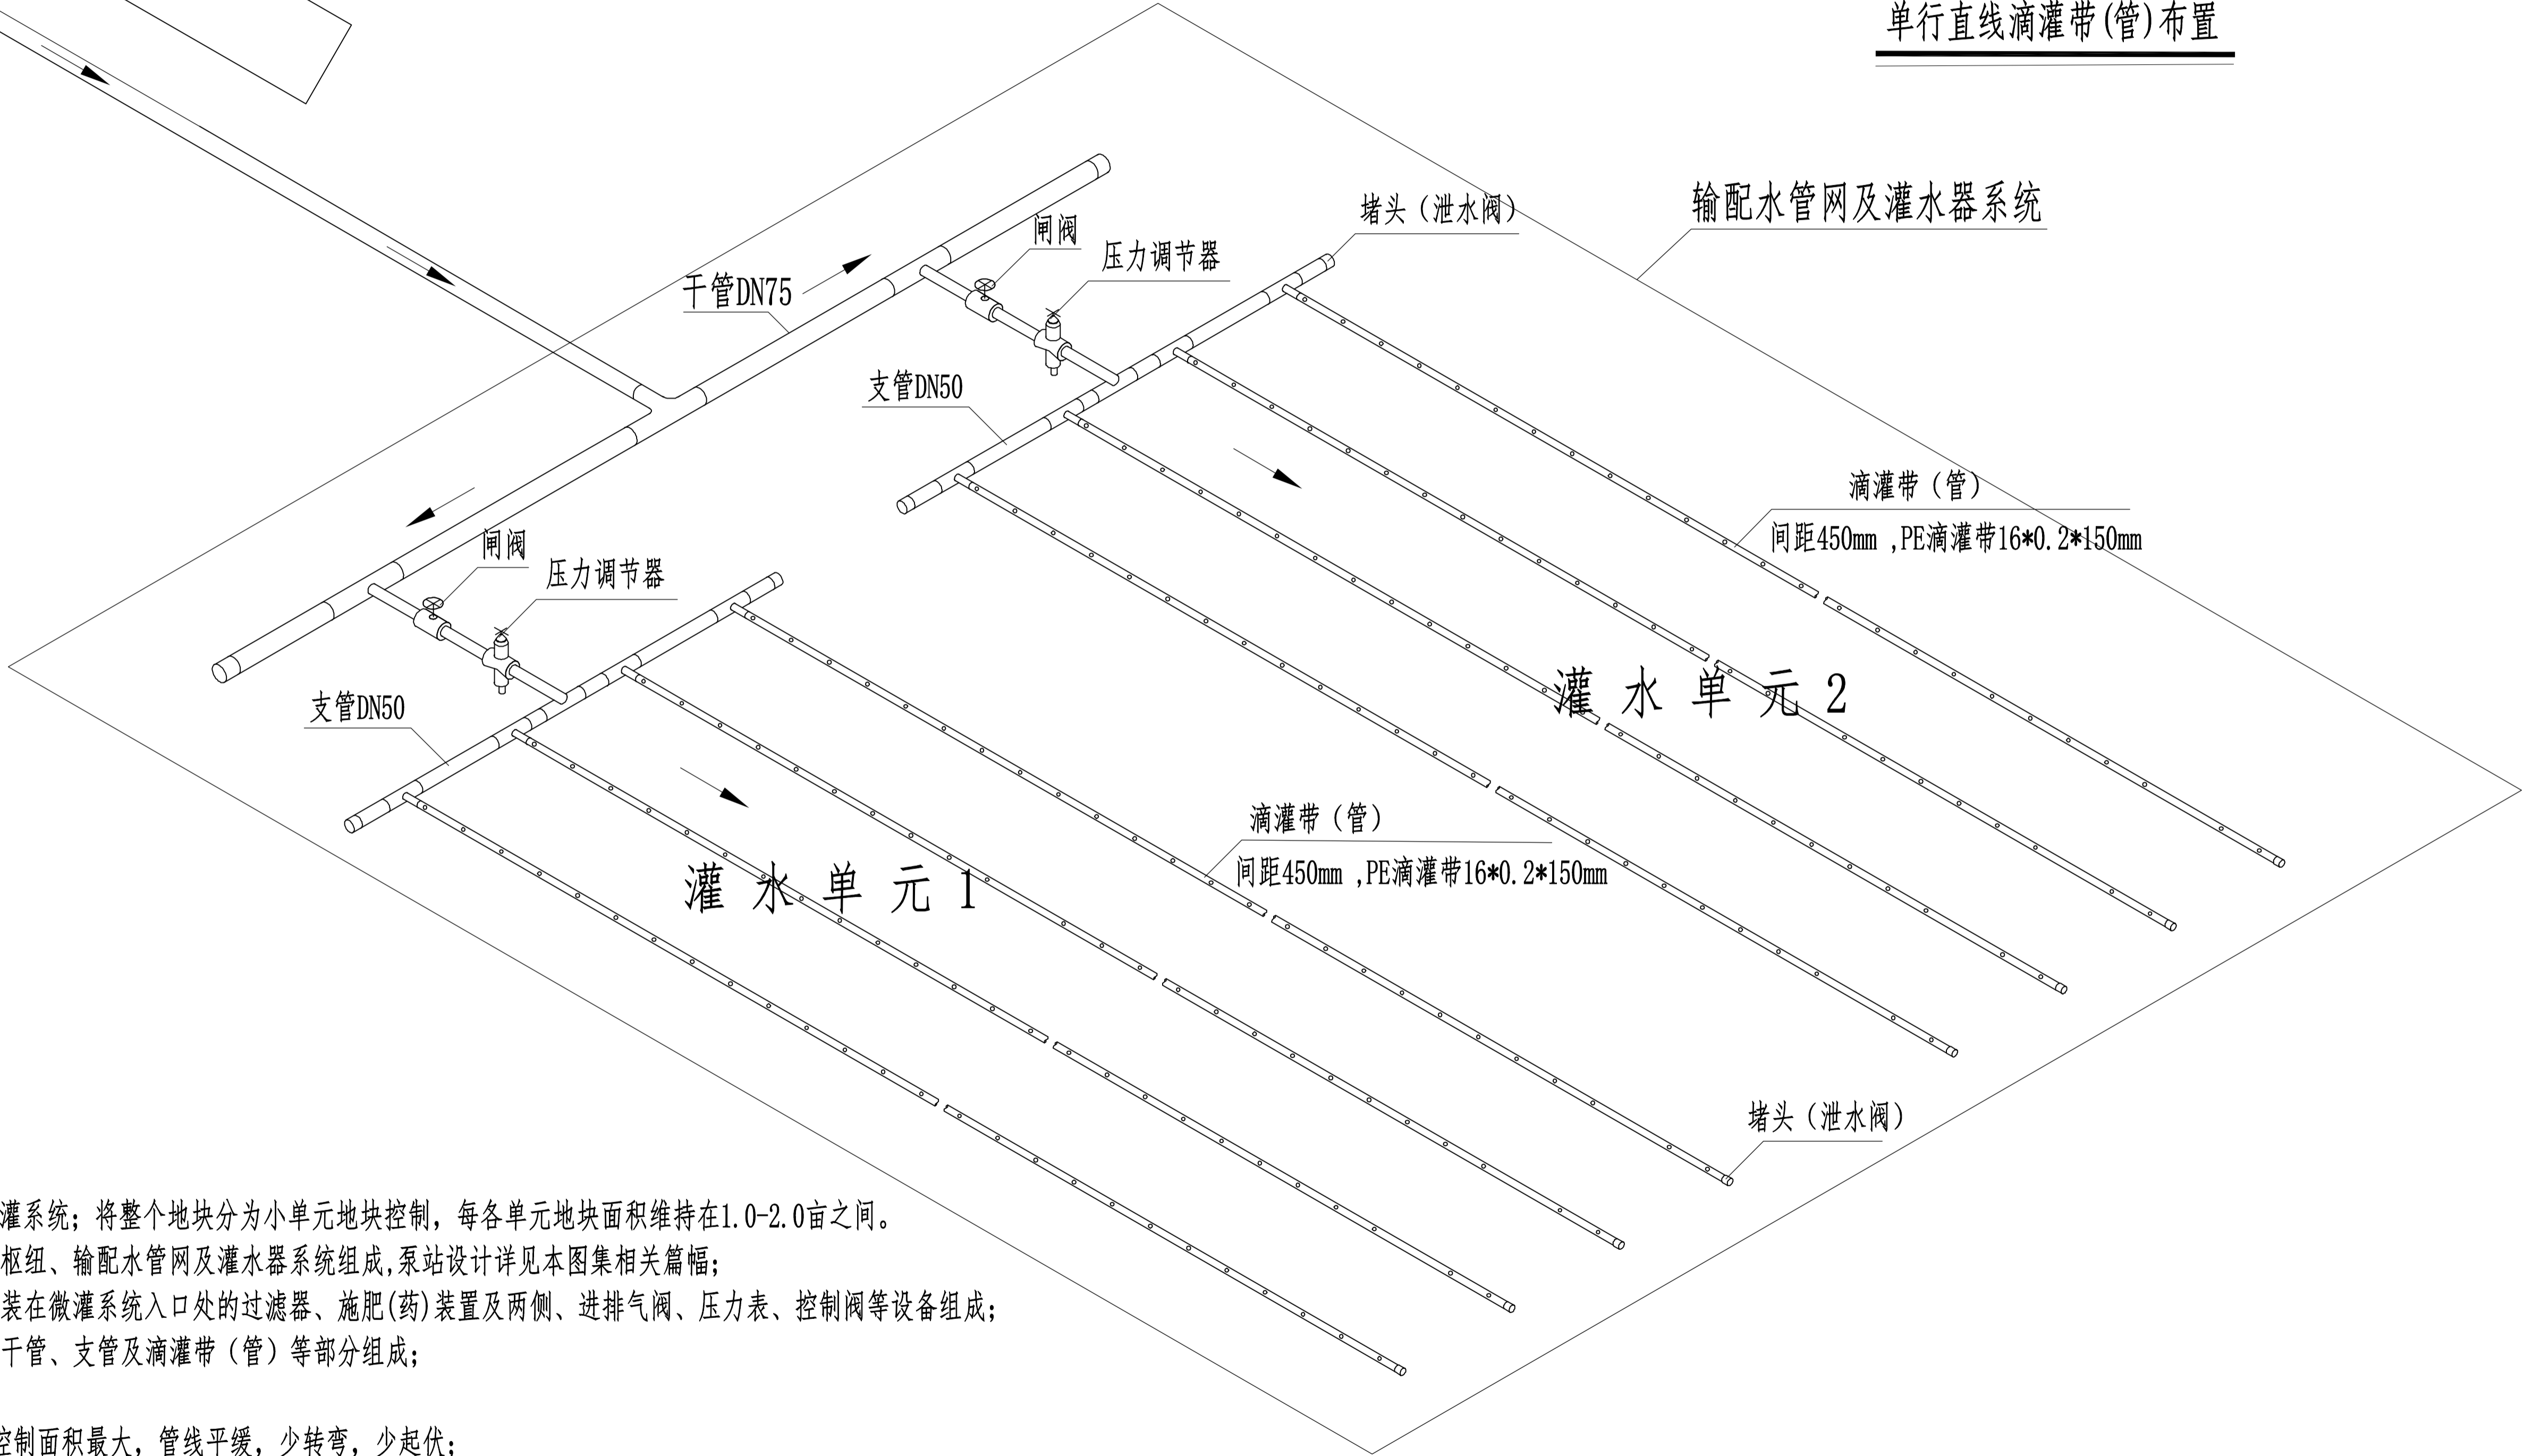 单行直线滴灌带(管)布置
输配水管网及灌水器系统
堵头（泄水阀）
闸阀
压力调节器
干管DN75
支管DN50
滴灌带（管）
间距450mm ,PE滴灌带16*0.2*150mm
灌 水 单 元 2
闸阀
压力调节器
支管DN50
滴灌带（管）
间距450mm ,PE滴灌带16*0.2*150mm
灌 水 单 元 1
堵头（泄水阀）
灌系统；将整个地块分为小单元地块控制，每各单元地块面积维持在1.0-2.0亩之间。
枢纽、输配水管网及灌水器系统组成,泵站设计详见本图集相关篇幅；
装在微灌系统入口处的过滤器、施肥(药)装置及两侧、进排气阀、压力表、控制阀等设备组成；
干管、支管及滴灌带（管）等部分组成；
控制面积最大，管线平缓，少转弯，少起伏；